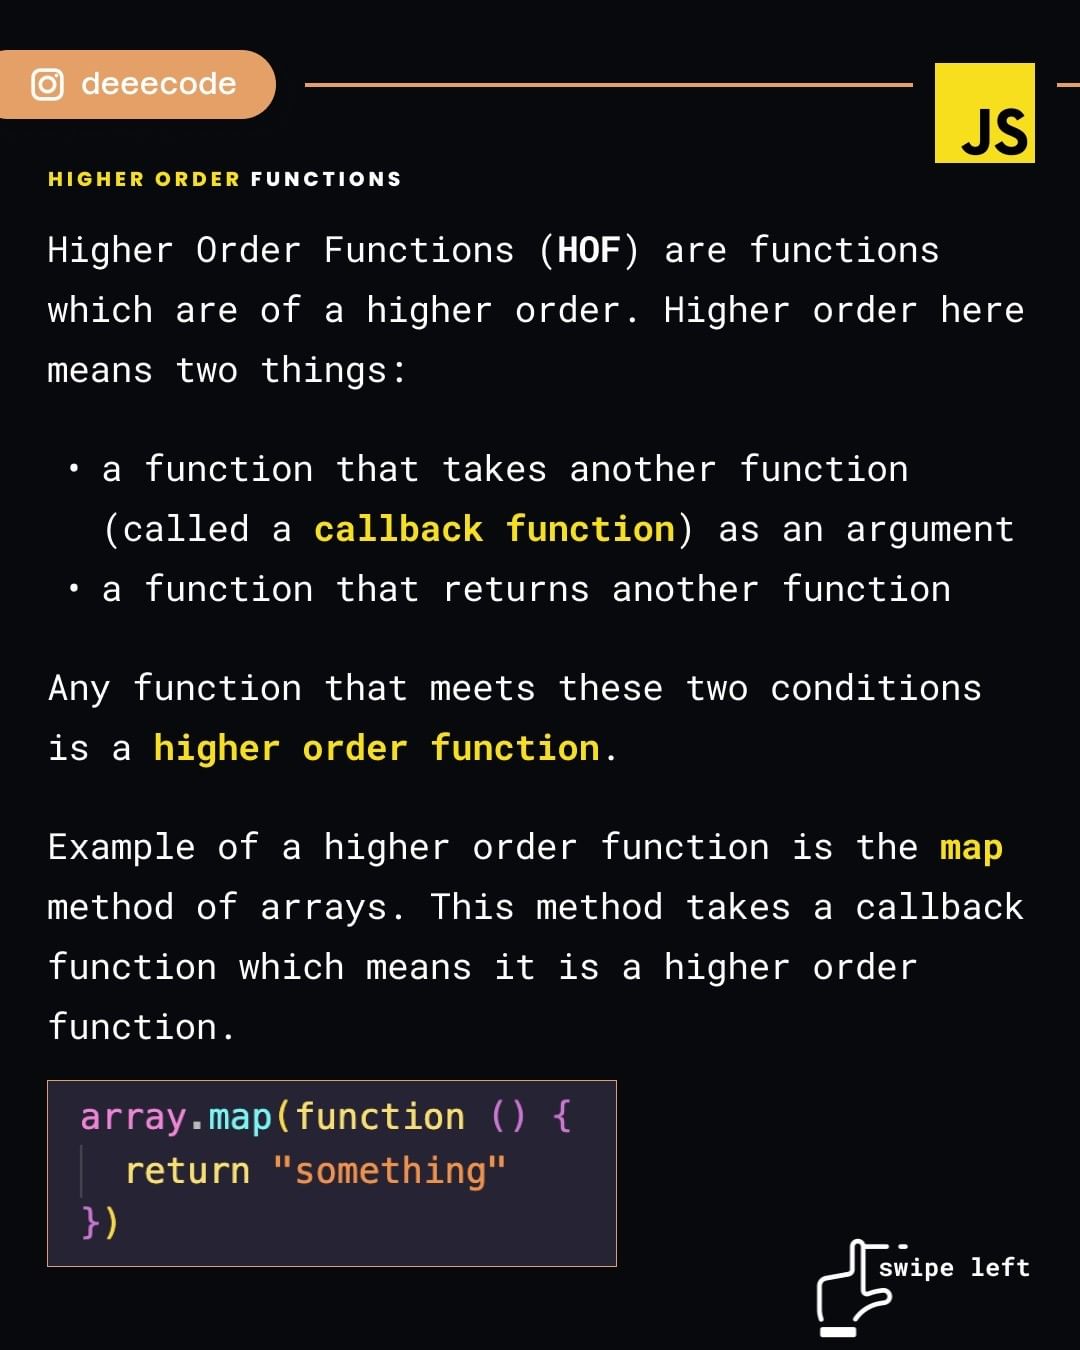 deeecode
JS
HIGHER ORDER FUNCTIONS
Higher Order Functions (HOF) are functions
which are of a higher order. Higher order here
means two things:
• a function that takes another function
(called a callback function) as an argument
• a function that returns another function
Any function that meets these two conditions
is a higher order function.
Example of a higher order function is the map
method of arrays. This method takes a callback
function which means it is a higher order
function.
array.map(function () {
return "something"
})
swipe left